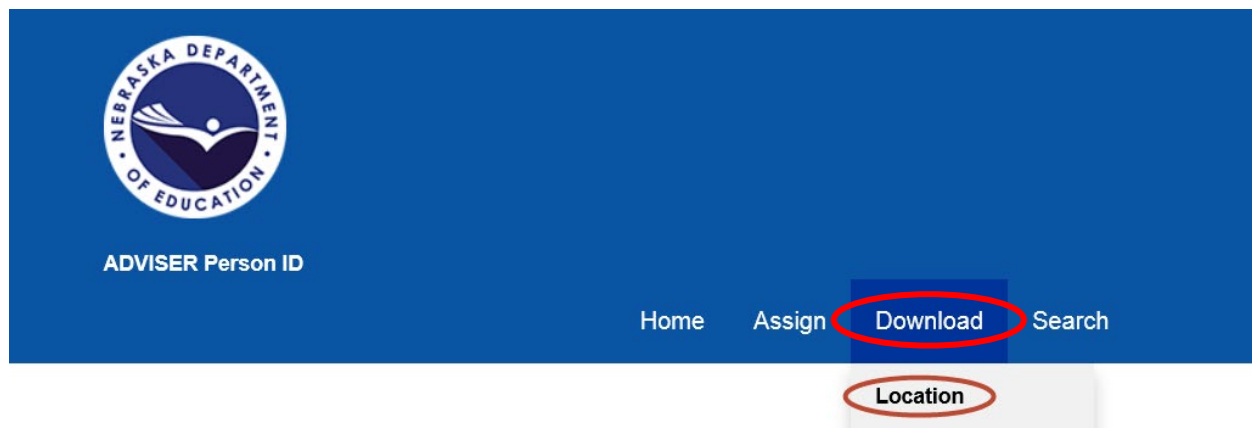 NEBRASKA DEPARTMENT
OF EDUCATION
ADVISER Person ID
Home Assign Download Search
Location